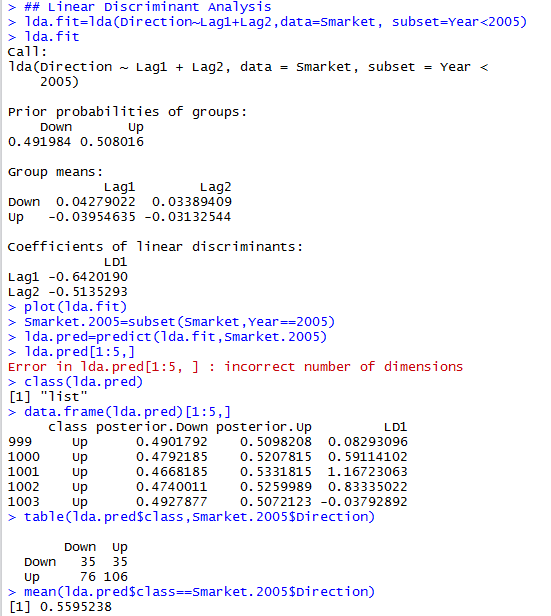 > ## Linear Discriminant Analysis
> lda.fit=lda(Direction~Lag1+Lag2,data=Smarket, subset=Year<2005)
> lda.fit
Call:
lda(Direction ~ Lag1 + Lag2, data = Smarket, subset = Year <
    2005)

Prior probabilities of groups:
    Down       Up
0.491984 0.508016

Group means:
            Lag1        Lag2
Down  0.04279022  0.03389409
Up   -0.03954635 -0.03132544

Coefficients of linear discriminants:
            LD1
Lag1 -0.6420190
Lag2 -0.5135293
> plot(lda.fit)
> Smarket.2005=subset(Smarket,Year==2005)
> lda.pred=predict(lda.fit,Smarket.2005)
> lda.pred[1:5,]
Error in lda.pred[1:5, ] : incorrect number of dimensions
> class(lda.pred)
[1] "list"
> data.frame(lda.pred)[1:5,]
     class posterior.Down posterior.Up         LD1
999     Up      0.4901792    0.5098208  0.08293096
1000    Up      0.4792185    0.5207815  0.59114102
1001    Up      0.4668185    0.5331815  1.16723063
1002    Up      0.4740011    0.5259989  0.83335022
1003    Up      0.4927877    0.5072123 -0.03792892
> table(lda.pred$class,Smarket.2005$Direction)

       Down  Up
  Down   35  35
  Up     76 106
> mean(lda.pred$class==Smarket.2005$Direction)
[1] 0.5595238